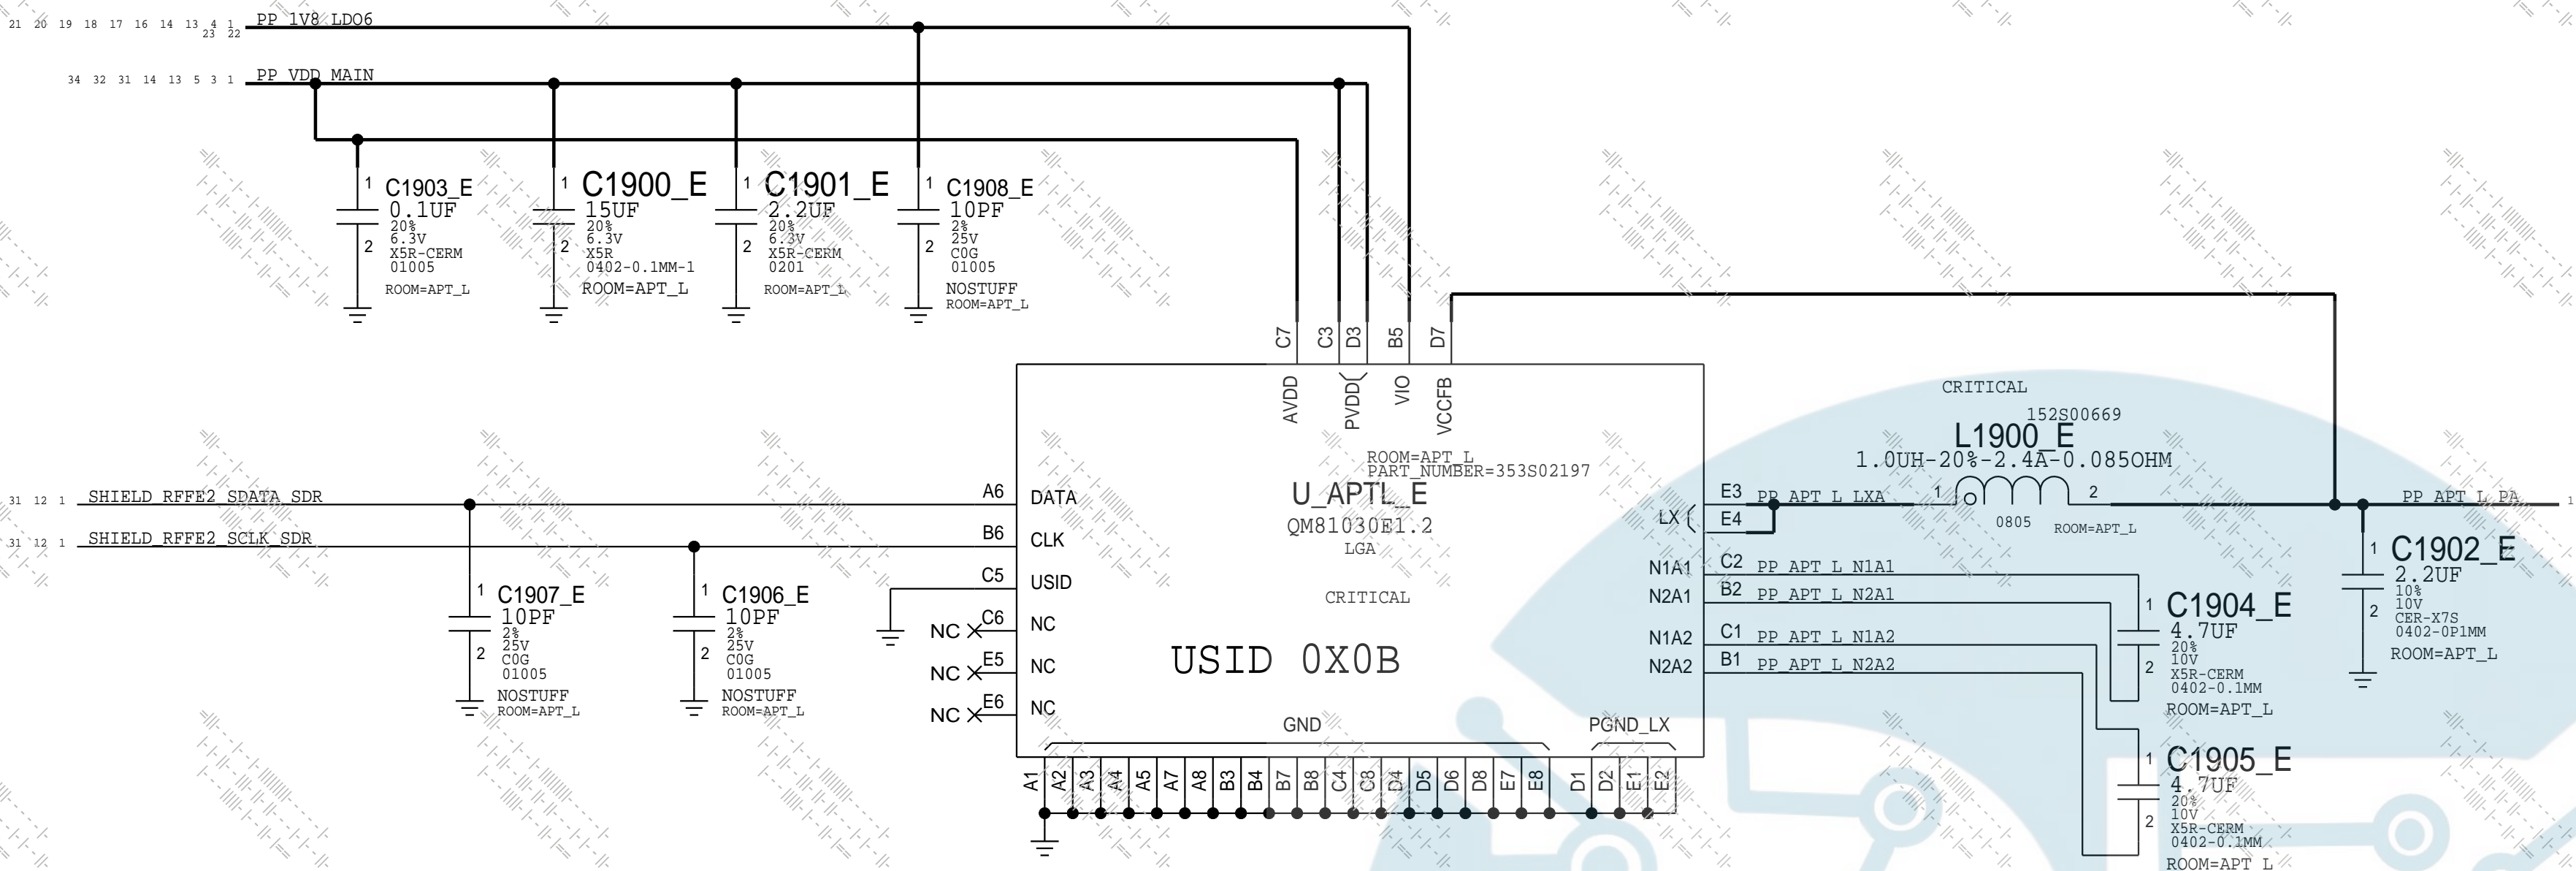 21 20 19 18 17 16 14 13 4 1 PP_1V8_LDO6
23 22
34 32 31 14 13 5 3 1 PP_VDD_MAIN
1 C1903_E
0.1UF
20%
6.3V
2 X5R-CERM
01005
ROOM=APT_L
1 C1900_E
15UF
20%
6.3V
2 X5R
0402-0.1MM-1
ROOM=APT_L
1 C1901_E
2.2UF
20%
6.3V
2 X5R-CERM
0201
ROOM=APT_L
1 C1908_E
10PF
2%
25V
2 C0G
01005
NOSTUFF
ROOM=APT_L
C7 C3 D3 B5 D7
AVDD PVDD VIO VCCFB
ROOM=APT_L
PART_NUMBER=353S02197
U_APTL_E
QM81030E1.2
LGA
CRITICAL
USID 0X0B
31 12 1 SHIELD_RFFE2_SDATA_SDR A6 DATA
31 12 1 SHIELD_RFFE2_SCLK_SDR B6 CLK
C5 USID
NC C6 NC
NC E5 NC
NC E6 NC
1 C1907_E
10PF
2%
25V
2 C0G
01005
NOSTUFF
ROOM=APT_L
1 C1906_E
10PF
2%
25V
2 C0G
01005
NOSTUFF
ROOM=APT_L
GND PGND_LX
A1 A2 A3 A4 A5 A7 A8 B3 B4 B7 B8 C4 C8 D4 D5 D6 D8 E7 E8 D1 D2 E1 E2
CRITICAL
152S00669
L1900_E
1.0UH-20%-2.4A-0.085OHM
LX E3 PP_APT_L_LXA 1 2 PP_APT_L_PA 1
E4
0805 ROOM=APT_L
N1A1 C2 PP_APT_L_N1A1
N2A1 B2 PP_APT_L_N2A1
N1A2 C1 PP_APT_L_N1A2
N2A2 B1 PP_APT_L_N2A2
1 C1902_E
2.2UF
10%
10V
2 CER-X7S
0402-0P1MM
ROOM=APT_L
1 C1904_E
4.7UF
20%
10V
2 X5R-CERM
0402-0.1MM
ROOM=APT_L
1 C1905_E
4.7UF
20%
10V
2 X5R-CERM
0402-0.1MM
ROOM=APT_L